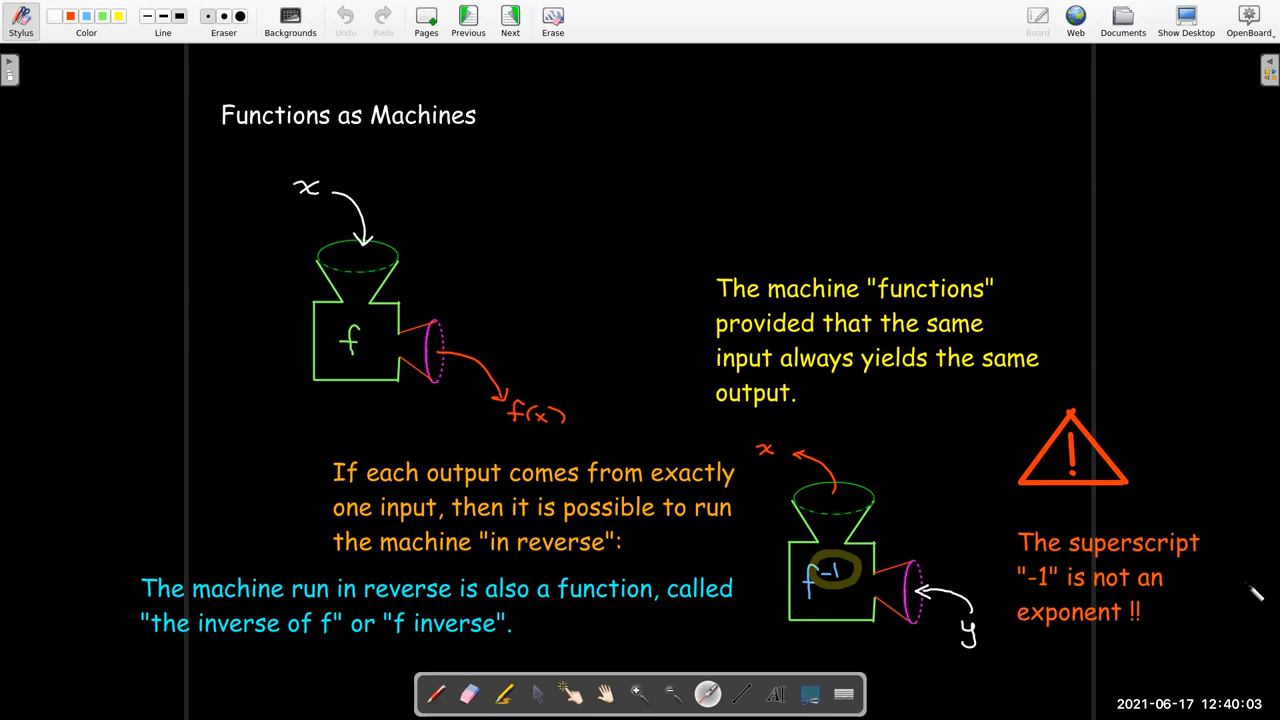 Stylus
Color
Line
Eraser
Backgrounds
Undo
Redo
Pages
Previous
Next
Erase
Board
Web
Documents
Show Desktop
OpenBoard
Functions as Machines
x
f
f(x)
The machine "functions"
provided that the same
input always yields the same
output.
If each output comes from exactly
one input, then it is possible to run
the machine "in reverse":
The machine run in reverse is also a function, called
"the inverse of f" or "f inverse".
x
f-1
y
!
The superscript
"-1" is not an
exponent !!
AI
2021-06-17 12:40:03